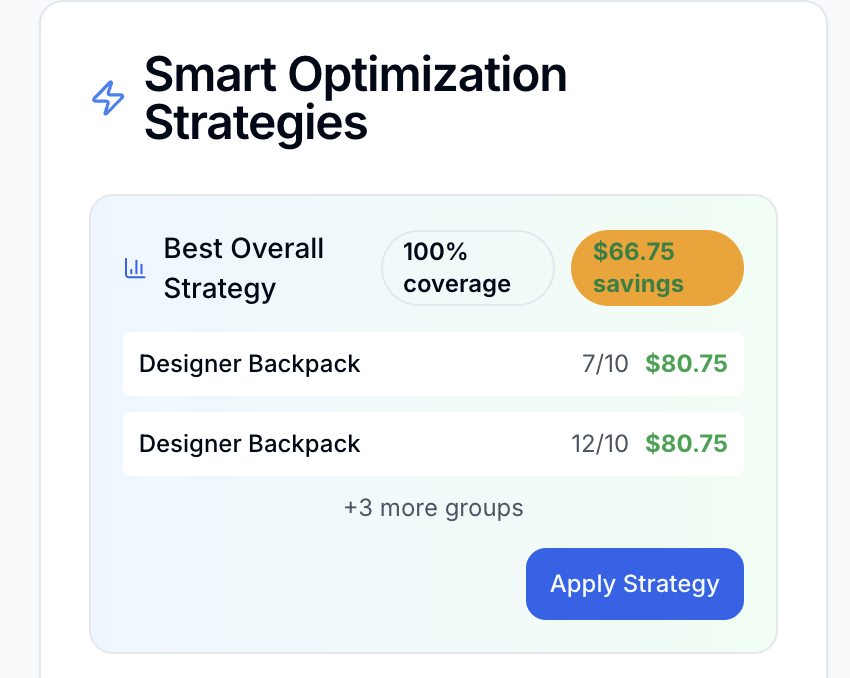 Smart Optimization
Strategies
Best Overall
Strategy
100%
coverage
$66.75
savings
Designer Backpack 7/10 $80.75
Designer Backpack 12/10 $80.75
+3 more groups
Apply Strategy